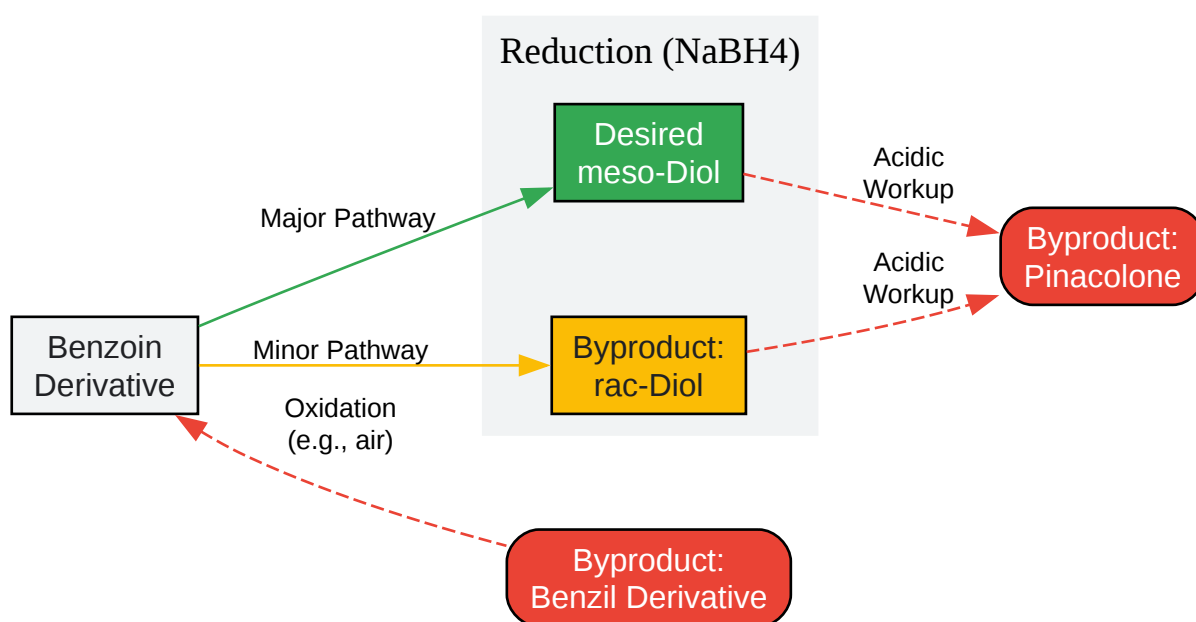 Reduction (NaBH4)
Desired
meso-Diol
Acidic
Workup
Major Pathway
Byproduct:
Pinacolone
Acidic
Workup
Benzoin
Derivative
Minor Pathway
Byproduct:
rac-Diol
Oxidation
(e.g., air)
Byproduct:
Benzil Derivative